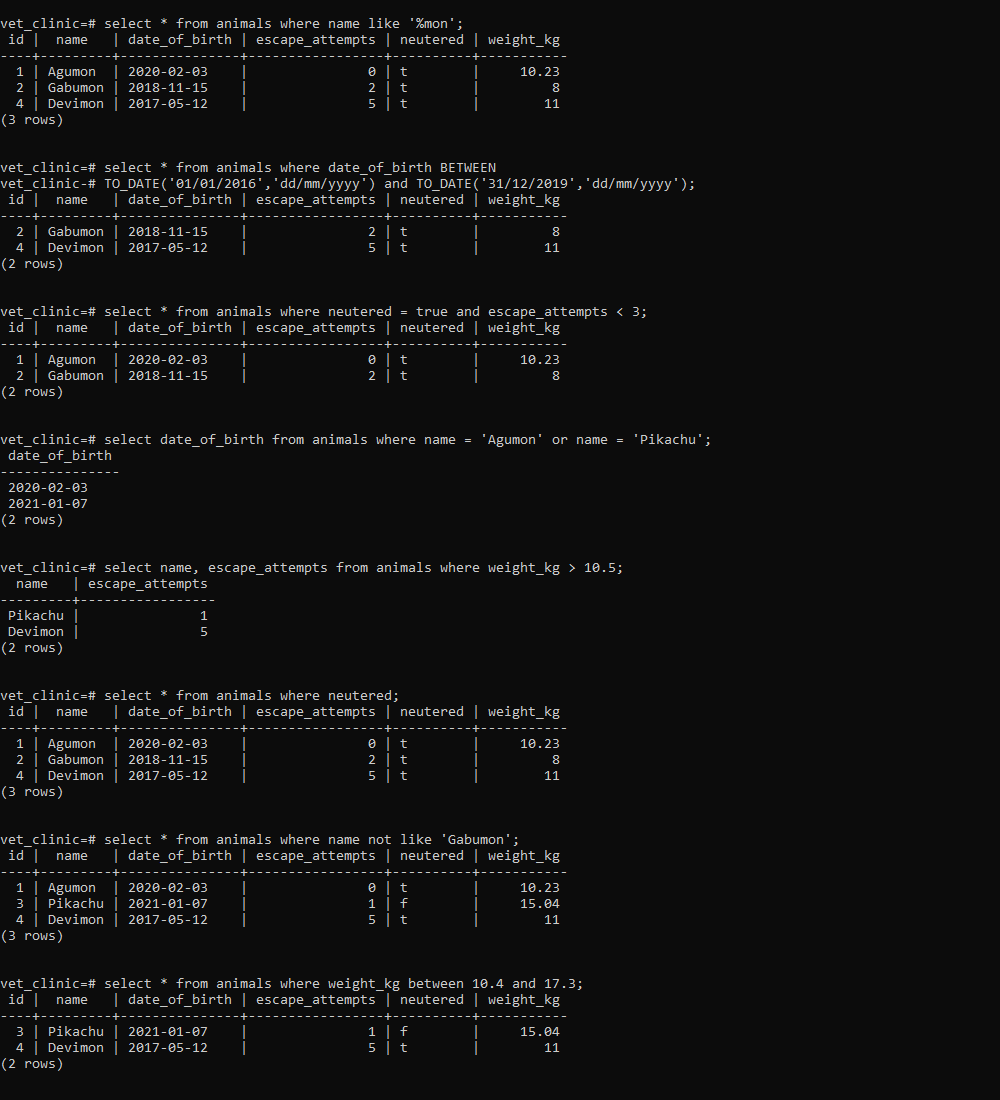 vet_clinic=# select * from animals where name like '%mon';
 id |  name   | date_of_birth | escape_attempts | neutered | weight_kg
----+---------+---------------+-----------------+----------+-----------
  1 | Agumon  | 2020-02-03    |               0 | t        |     10.23
  2 | Gabumon | 2018-11-15    |               2 | t        |         8
  4 | Devimon | 2017-05-12    |               5 | t        |        11
(3 rows)
vet_clinic=# select * from animals where date_of_birth BETWEEN
vet_clinic-# TO_DATE('01/01/2016','dd/mm/yyyy') and TO_DATE('31/12/2019','dd/mm/yyyy');
 id |  name   | date_of_birth | escape_attempts | neutered | weight_kg
----+---------+---------------+-----------------+----------+-----------
  2 | Gabumon | 2018-11-15    |               2 | t        |         8
  4 | Devimon | 2017-05-12    |               5 | t        |        11
(2 rows)
vet_clinic=# select * from animals where neutered = true and escape_attempts < 3;
 id |  name   | date_of_birth | escape_attempts | neutered | weight_kg
----+---------+---------------+-----------------+----------+-----------
  1 | Agumon  | 2020-02-03    |               0 | t        |     10.23
  2 | Gabumon | 2018-11-15    |               2 | t        |         8
(2 rows)
vet_clinic=# select date_of_birth from animals where name = 'Agumon' or name = 'Pikachu';
 date_of_birth
---------------
 2020-02-03
 2021-01-07
(2 rows)
vet_clinic=# select name, escape_attempts from animals where weight_kg > 10.5;
  name   | escape_attempts
---------+-----------------
 Pikachu |               1
 Devimon |               5
(2 rows)
vet_clinic=# select * from animals where neutered;
 id |  name   | date_of_birth | escape_attempts | neutered | weight_kg
----+---------+---------------+-----------------+----------+-----------
  1 | Agumon  | 2020-02-03    |               0 | t        |     10.23
  2 | Gabumon | 2018-11-15    |               2 | t        |         8
  4 | Devimon | 2017-05-12    |               5 | t        |        11
(3 rows)
vet_clinic=# select * from animals where name not like 'Gabumon';
 id |  name   | date_of_birth | escape_attempts | neutered | weight_kg
----+---------+---------------+-----------------+----------+-----------
  1 | Agumon  | 2020-02-03    |               0 | t        |     10.23
  3 | Pikachu | 2021-01-07    |               1 | f        |     15.04
  4 | Devimon | 2017-05-12    |               5 | t        |        11
(3 rows)
vet_clinic=# select * from animals where weight_kg between 10.4 and 17.3;
 id |  name   | date_of_birth | escape_attempts | neutered | weight_kg
----+---------+---------------+-----------------+----------+-----------
  3 | Pikachu | 2021-01-07    |               1 | f        |     15.04
  4 | Devimon | 2017-05-12    |               5 | t        |        11
(2 rows)